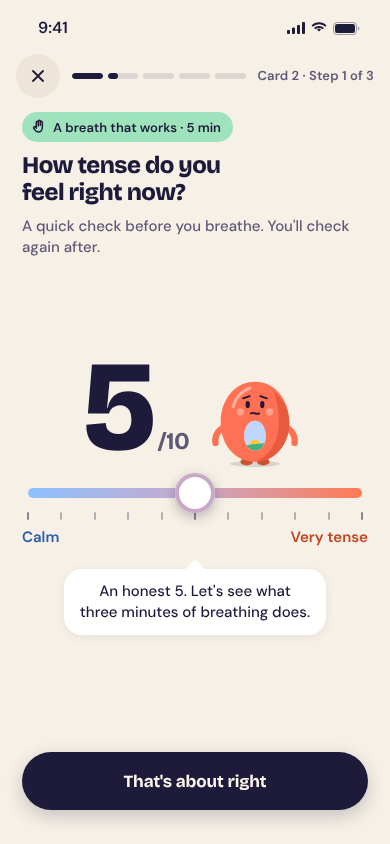 9:41
Card 2 · Step 1 of 3
A breath that works · 5 min
How tense do you
feel right now?
A quick check before you breathe. You'll check
again after.
5/10
Calm
Very tense
An honest 5. Let's see what
three minutes of breathing does.
That's about right